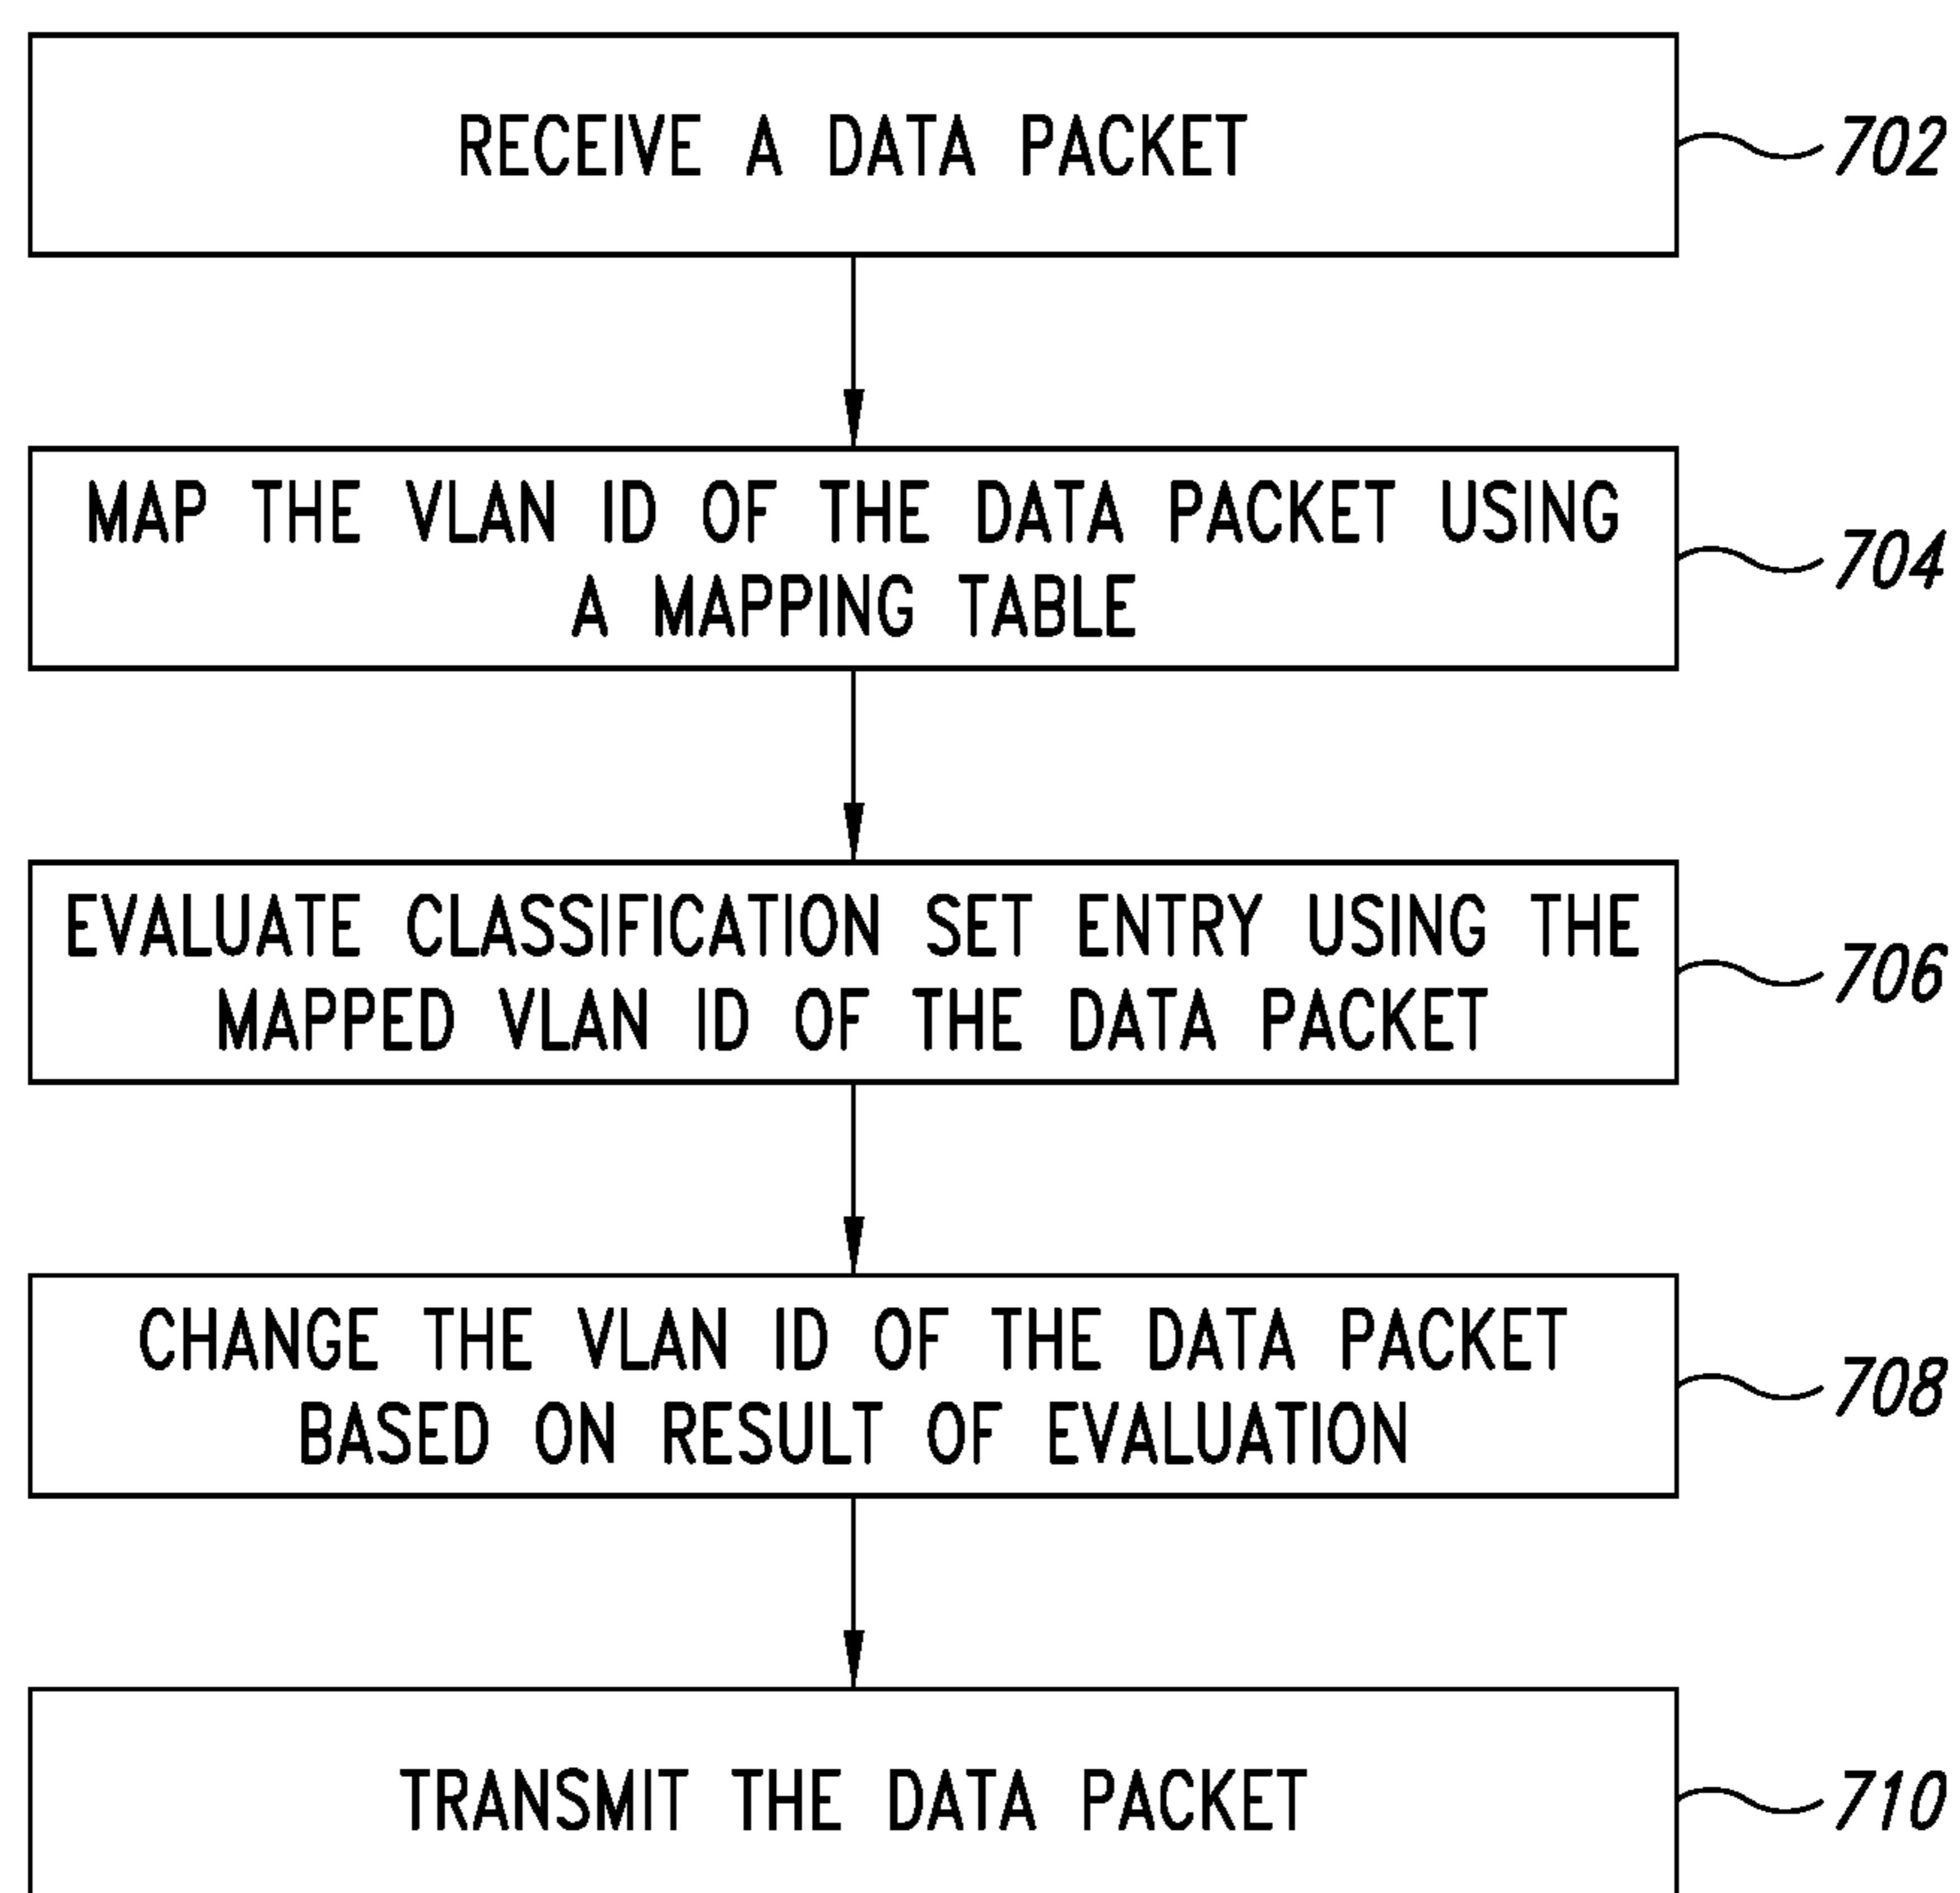 RECEIVE A DATA PACKET
702
MAP THE VLAN ID OF THE DATA PACKET USING
A MAPPING TABLE
704
EVALUATE CLASSIFICATION SET ENTRY USING THE
MAPPED VLAN ID OF THE DATA PACKET
706
CHANGE THE VLAN ID OF THE DATA PACKET
BASED ON RESULT OF EVALUATION
708
TRANSMIT THE DATA PACKET
710